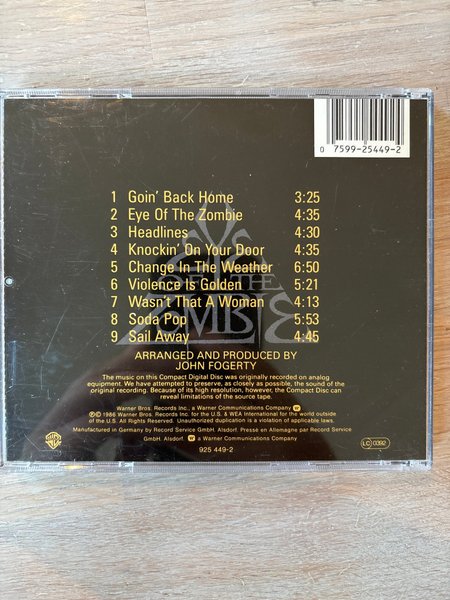 0 7599-25449-2
1 Goin' Back Home 3:25
2 Eye Of The Zombie 4:35
3 Headlines 4:30
4 Knockin' On Your Door 4:35
5 Change In The Weather 6:50
6 Violence Is Golden 5:21
7 Wasn't That A Woman 4:13
8 Soda Pop 5:53
9 Sail Away 4:45
ARRANGED AND PRODUCED BY
JOHN FOGERTY
The music on this Compact Digital Disc was originally recorded on analog
equipment. We have attempted to preserve, as closely as possible, the sound of the
original recording. Because of its high resolution, however, the Compact Disc can
reveal limitations of the source tape.
Warner Bros. Records Inc., a Warner Communications Company
℗© 1986 Warner Bros. Records Inc. for the U.S. & WEA International for the world outside
of the U.S. All Rights Reserved. Unauthorized duplication is a violation of applicable laws.
Manufactured in Germany by Record Service GmbH. Alsdorf. Presse en Allemagne par Record Service
GmbH. Alsdorf. a Warner Communications Company
925 449-2
LC 0392